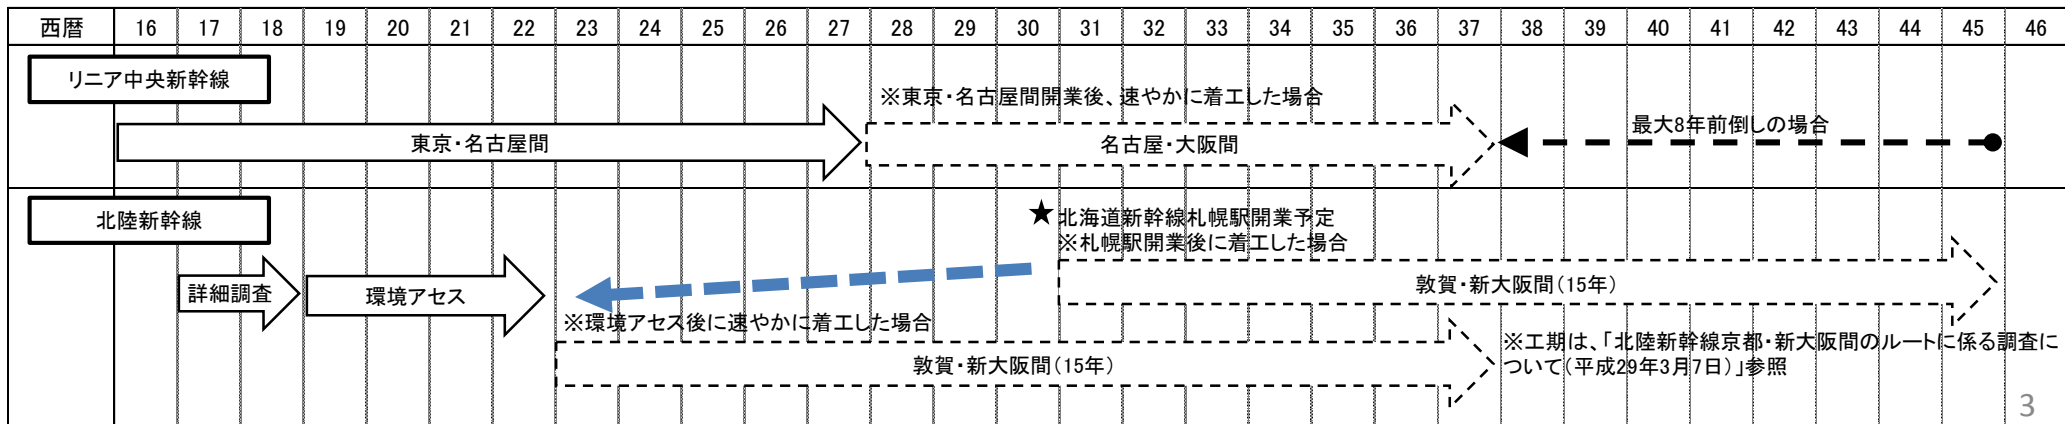 西暦 16 17 18 19 20 21 22 23 24 25 26 27 28 29 30 31 32 33 34 35 36 37 38 39 40 41 42 43 44 45 46
リニア中央新幹線
※東京・名古屋間開業後、速やかに着工した場合
東京・名古屋間
名古屋・大阪間
最大8年前倒しの場合
北陸新幹線
★北海道新幹線札幌駅開業予定
※札幌駅開業後に着工した場合
詳細調査
環境アセス
敦賀・新大阪間(15年)
※環境アセス後に速やかに着工した場合
敦賀・新大阪間(15年)
※工期は、「北陸新幹線京都・新大阪間のルートに係る調査に
ついて(平成29年3月7日)」参照
3